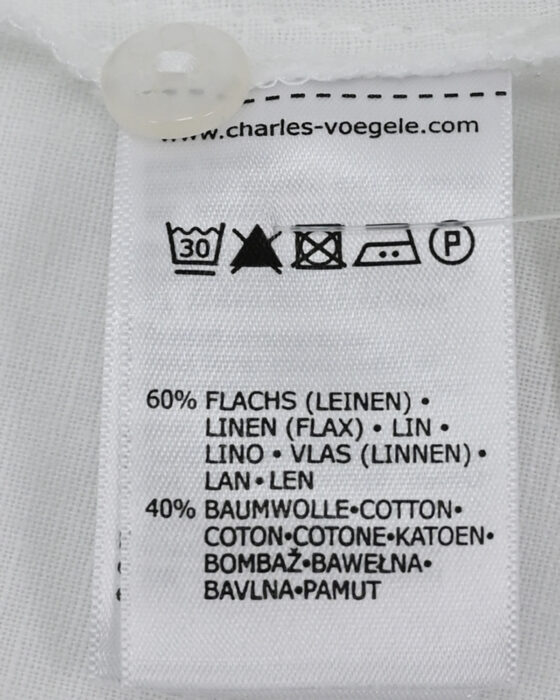 www.charles-voegele.com
30
P
60% FLACHS (LEINEN) •
LINEN (FLAX) • LIN •
LINO • VLAS (LINNEN) •
LAN • LEN
40% BAUMWOLLE•COTTON•
COTON•COTONE•KATOEN•
BOMBAŽ•BAWEŁNA•
BAVLNA•PAMUT